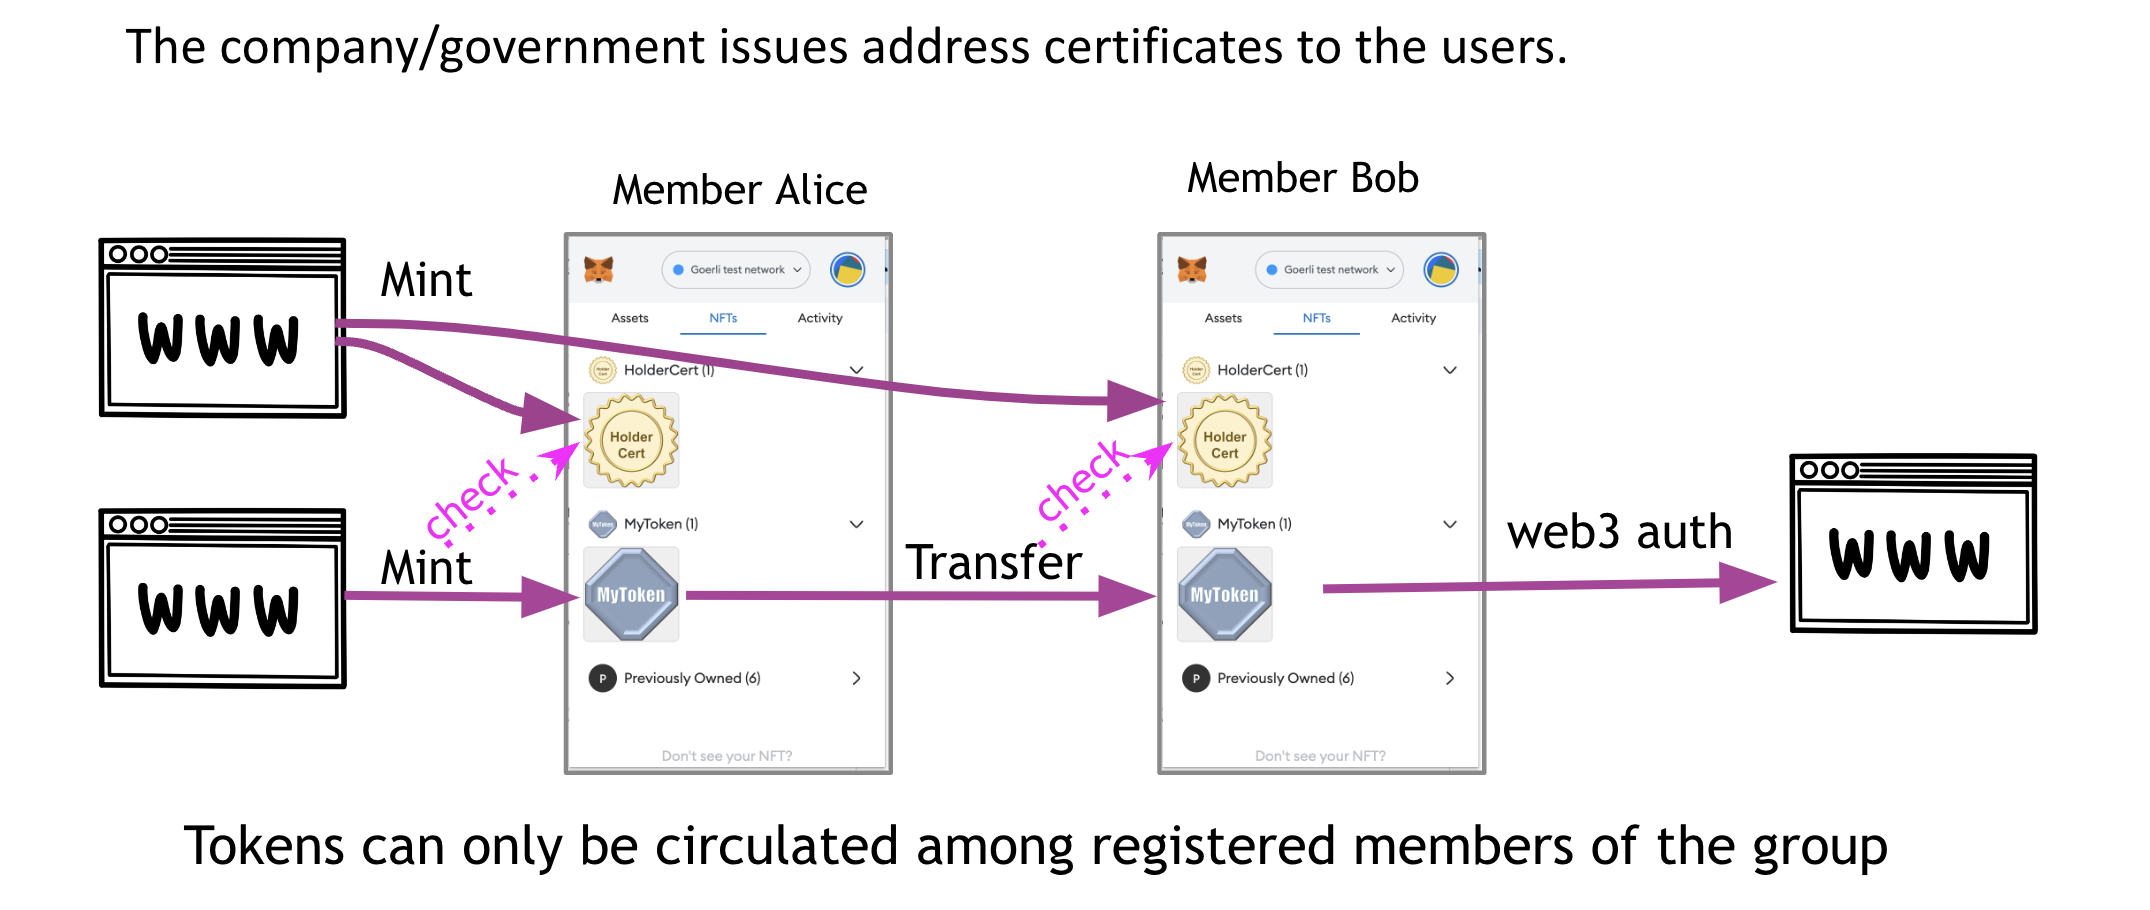 The company/government issues address certificates to the users.
Member Alice
Member Bob
WWW
Mint
Goerli test network
Assets NFTs Activity
HolderCert (1)
Holder
Cert
check
MyToken (1)
MyToken
Previously Owned (6)
P
Don't see your NFT?
WWW
Mint
Transfer
Goerli test network
Assets NFTs Activity
HolderCert (1)
Holder
Cert
check
MyToken (1)
MyToken
P
Previously Owned (6)
Don't see your NFT?
web3 auth
WWW
Tokens can only be circulated among registered members of the group